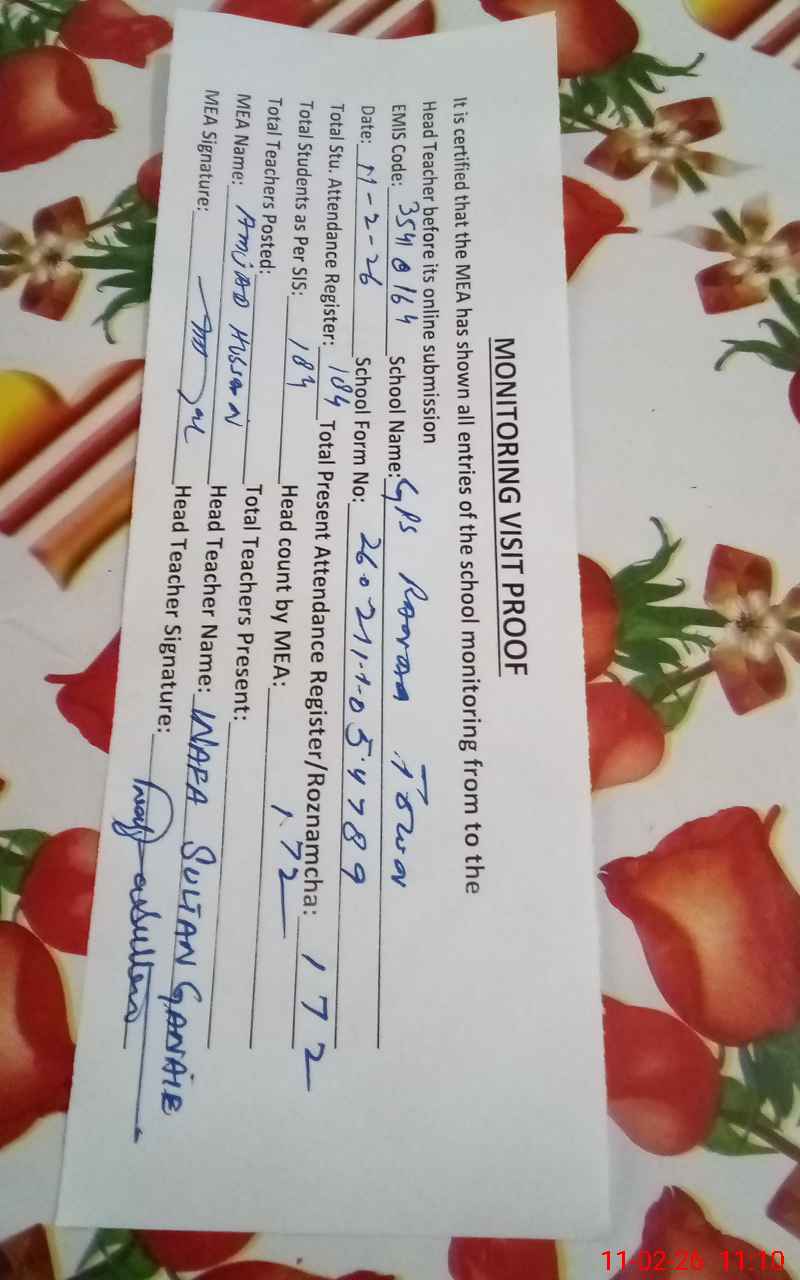 MONITORING VISIT PROOF
It is certified that the MEA has shown all entries of the school monitoring from to the
Head Teacher before its online submission
EMIS Code: 35410164 School Name: GPS Town
Date: 11-2-26 School Form No:
Total Stu. Attendance Register: 184 Total Present Attendance Register/Roznamcha: 172
Total Students as Per SIS: 184 Head count by MEA: 172
Total Teachers Posted: Total Teachers Present:
MEA Name: AMJAD HUSSAN Head Teacher Name: WAFA SULTAN GANAIE
MEA Signature: Head Teacher Signature:
11-02-26 11:10